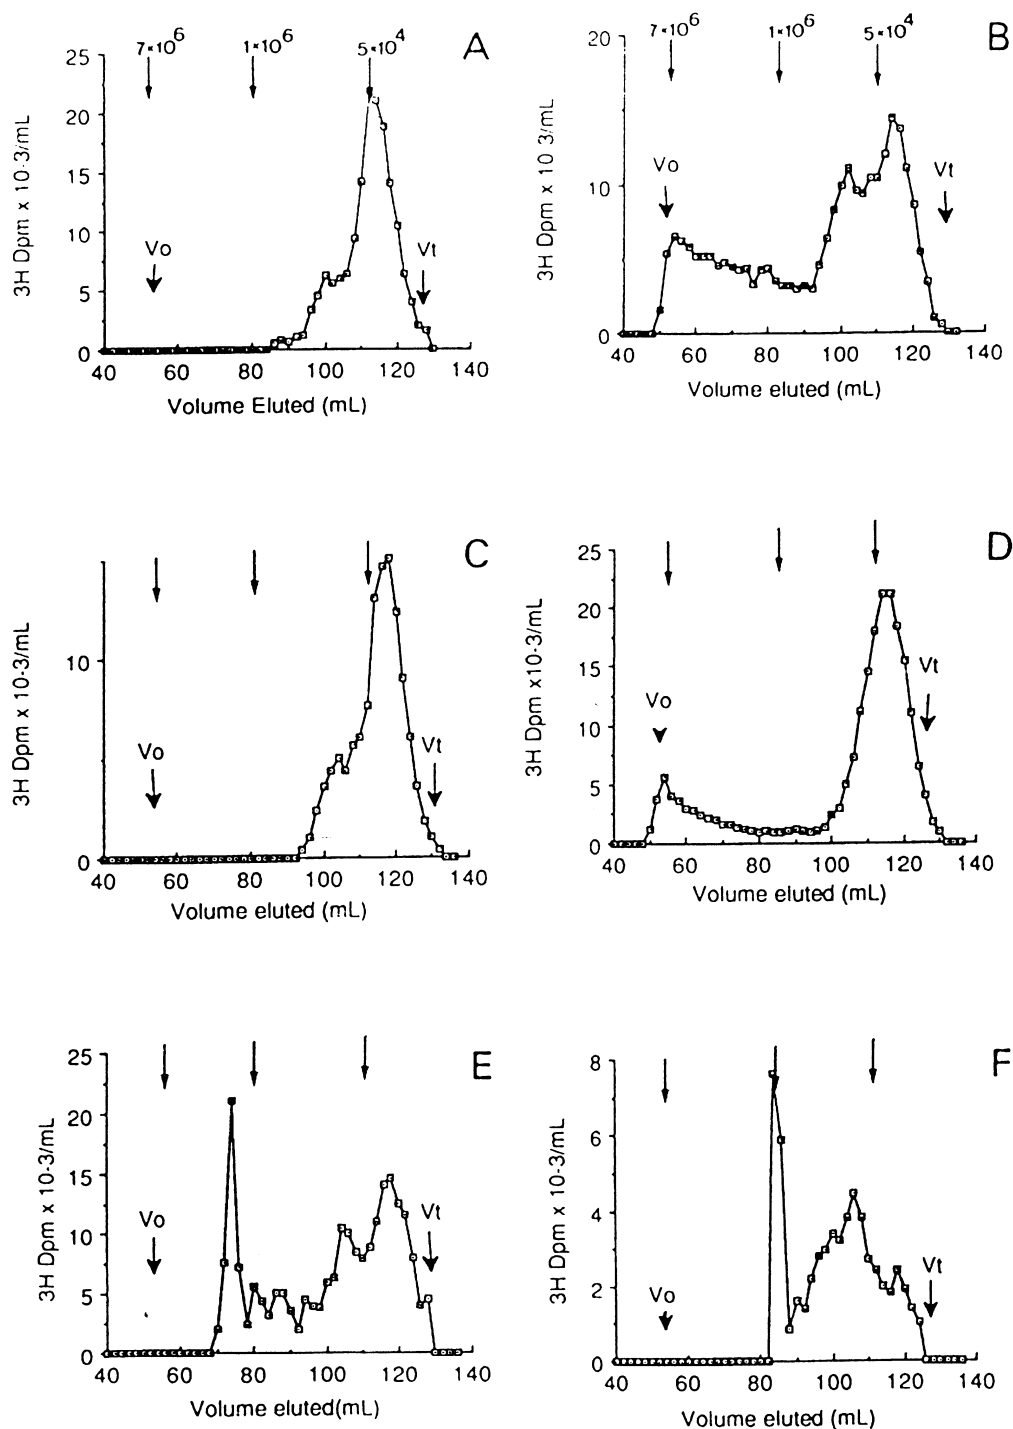 A
7×10⁶ 1×10⁶ 5×10⁴
25
20
15
10
5
0
3H Dpm x 10-3/mL
Vo
Vt
40 60 80 100 120 140
Volume Eluted (mL)
B
7×10⁶ 1×10⁶ 5×10⁴
20
10
0
3H Dpm x 10 3/mL
Vo
Vt
40 60 80 100 120 140
Volume eluted (mL)
C
10
0
3H Dpm x 10-3/mL
Vo
Vt
40 60 80 100 120 140
Volume eluted (mL)
D
25
20
15
10
5
0
3H Dpm x10-3/mL
Vo
Vt
40 60 80 100 120 140
Volume eluted (mL)
E
25
20
15
10
5
0
3H Dpm x 10-3/mL
Vo
Vt
40 60 80 100 120 140
Volume eluted(mL)
F
8
6
4
2
0
3H Dpm x 10-3/mL
Vo
Vt
40 60 80 100 120 140
Volume eluted (mL)